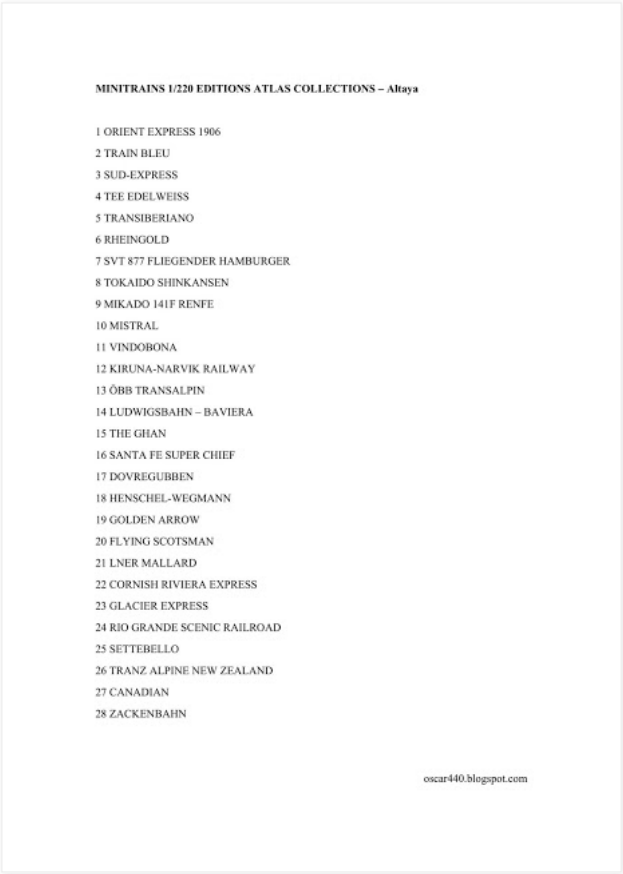 MINITRAINS 1/220 EDITIONS ATLAS COLLECTIONS – Altaya
1 ORIENT EXPRESS 1906
2 TRAIN BLEU
3 SUD-EXPRESS
4 TEE EDELWEISS
5 TRANSIBERIANO
6 RHEINGOLD
7 SVT 877 FLIEGENDER HAMBURGER
8 TOKAIDO SHINKANSEN
9 MIKADO 141F RENFE
10 MISTRAL
11 VINDOBONA
12 KIRUNA-NARVIK RAILWAY
13 ÖBB TRANSALPIN
14 LUDWIGSBAHN – BAVIERA
15 THE GHAN
16 SANTA FE SUPER CHIEF
17 DOVREGUBBEN
18 HENSCHEL-WEGMANN
19 GOLDEN ARROW
20 FLYING SCOTSMAN
21 LNER MALLARD
22 CORNISH RIVIERA EXPRESS
23 GLACIER EXPRESS
24 RIO GRANDE SCENIC RAILROAD
25 SETTEBELLO
26 TRANZ ALPINE NEW ZEALAND
27 CANADIAN
28 ZACKENBAHN
oscar440.blogspot.com